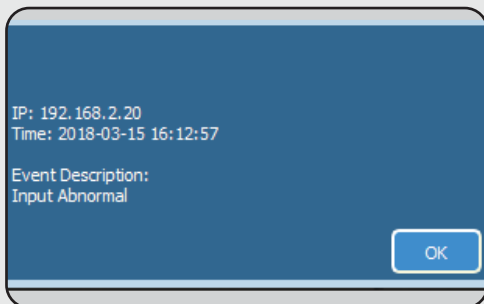 IP: 192.168.2.20
Time: 2018-03-15 16:12:57
Event Description:
Input Abnormal
OK